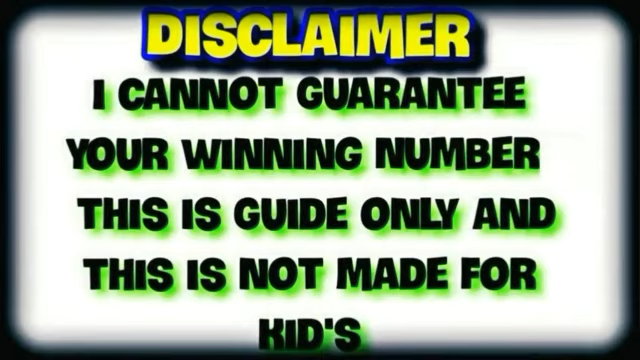 DISCLAIMER
I CANNOT GUARANTEE
YOUR WINNING NUMBER
THIS IS GUIDE ONLY AND
THIS IS NOT MADE FOR
KID'S